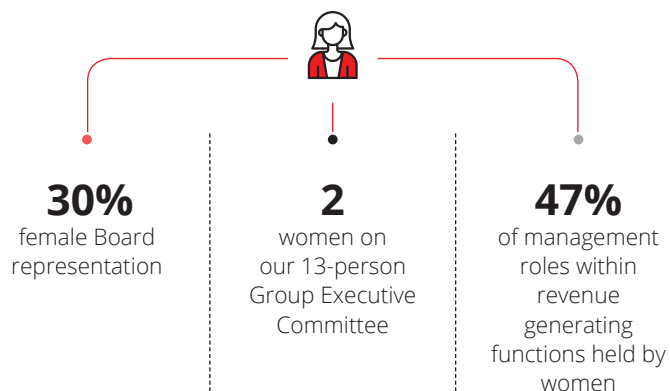 30%
female Board
representation
2
women on
our 13-person
Group Executive
Committee
47%
of management
roles within
revenue
generating
functions held by
women